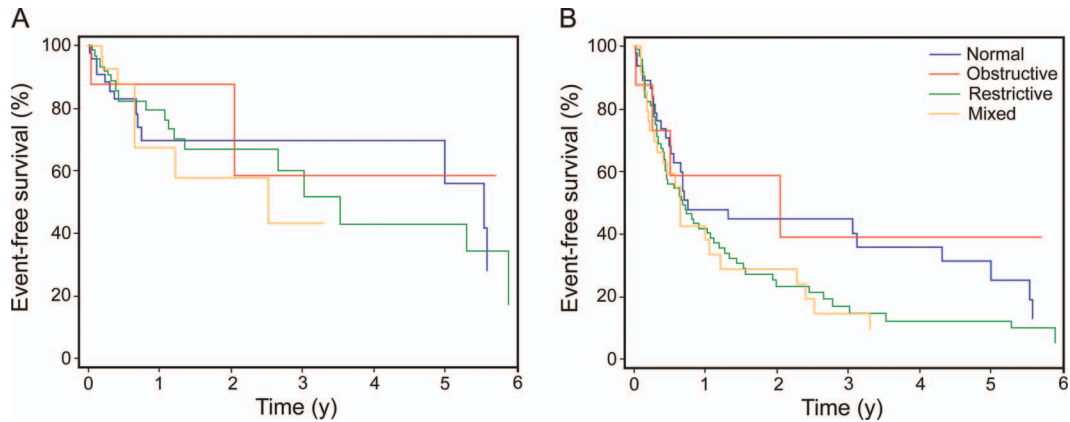 A
Event-free survival (%)
100
80
60
40
20
0
0 1 2 3 4 5 6
Time (y)
B
Event-free survival (%)
100
80
60
40
20
0
Normal
Obstructive
Restrictive
Mixed
0 1 2 3 4 5 6
Time (y)